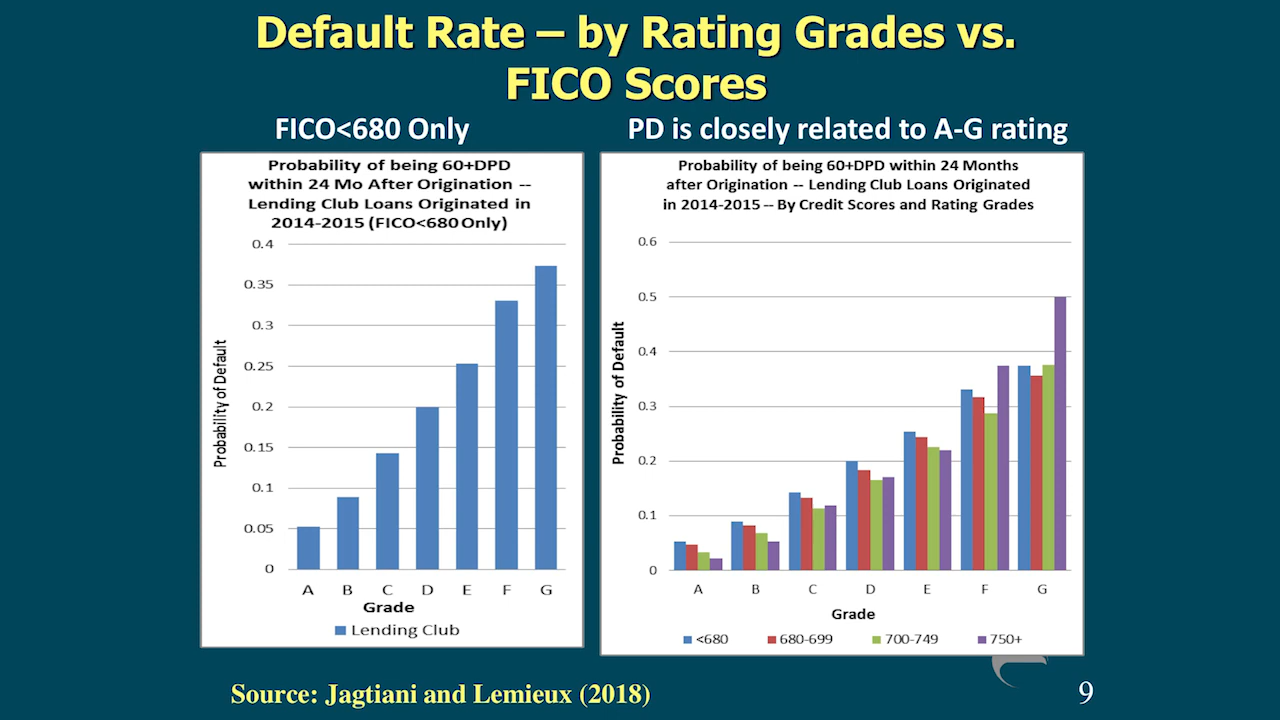 Default Rate – by Rating Grades vs.
FICO Scores
FICO<680 Only
PD is closely related to A-G rating
Probability of being 60+DPD
within 24 Mo After Origination --
Lending Club Loans Originated in
2014-2015 (FICO<680 Only)
0.4
0.35
0.3
0.25
0.2
0.15
0.1
0.05
0
Probability of Default
A B C D E F G
Grade
Lending Club
Probability of being 60+DPD within 24 Months
after Origination -- Lending Club Loans Originated
in 2014-2015 -- By Credit Scores and Rating Grades
0.6
0.5
0.4
0.3
0.2
0.1
0
Probability of Default
A B C D E F G
Grade
<680 680-699 700-749 750+
Source: Jagtiani and Lemieux (2018)
9